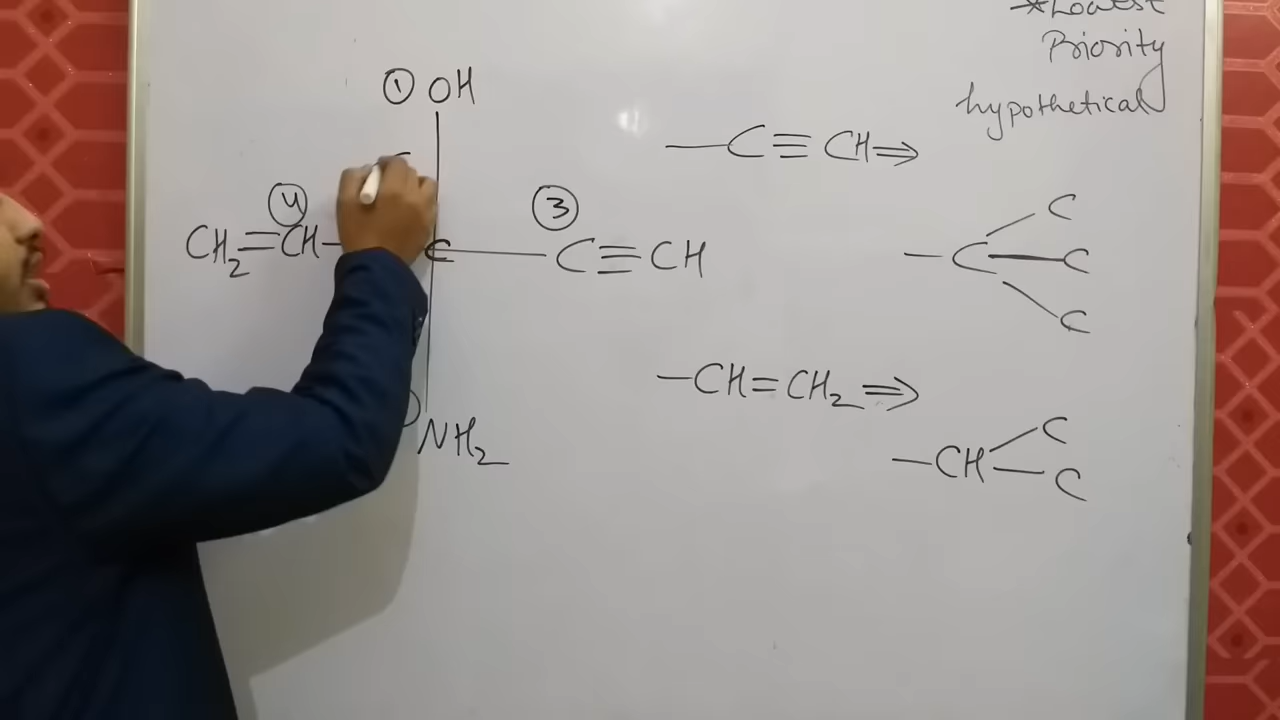 *Lowest
Priority
hypothetical
① OH
④ ③
CH₂=CH- C - C≡CH
NH₂
-C≡CH⇒
C
-C-C
C
-CH=CH₂⇒
C
-CH-C